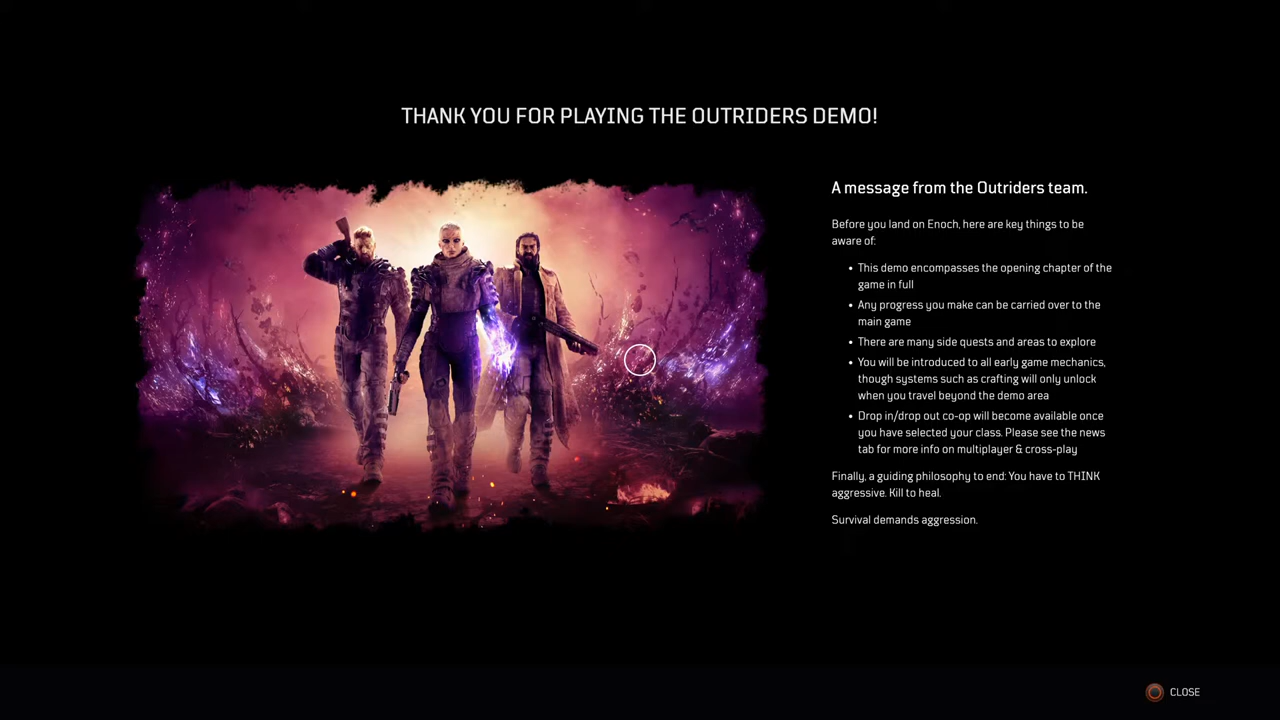 THANK YOU FOR PLAYING THE OUTRIDERS DEMO!
A message from the Outriders team.
Before you land on Enoch, here are key things to be
aware of:
• This demo encompasses the opening chapter of the
game in full
• Any progress you make can be carried over to the
main game
• There are many side quests and areas to explore
• You will be introduced to all early game mechanics,
though systems such as crafting will only unlock
when you travel beyond the demo area
• Drop in/drop out co-op will become available once
you have selected your class. Please see the news
tab for more info on multiplayer & cross-play
Finally, a guiding philosophy to end: You have to THINK
aggressive. Kill to heal.
Survival demands aggression.
CLOSE